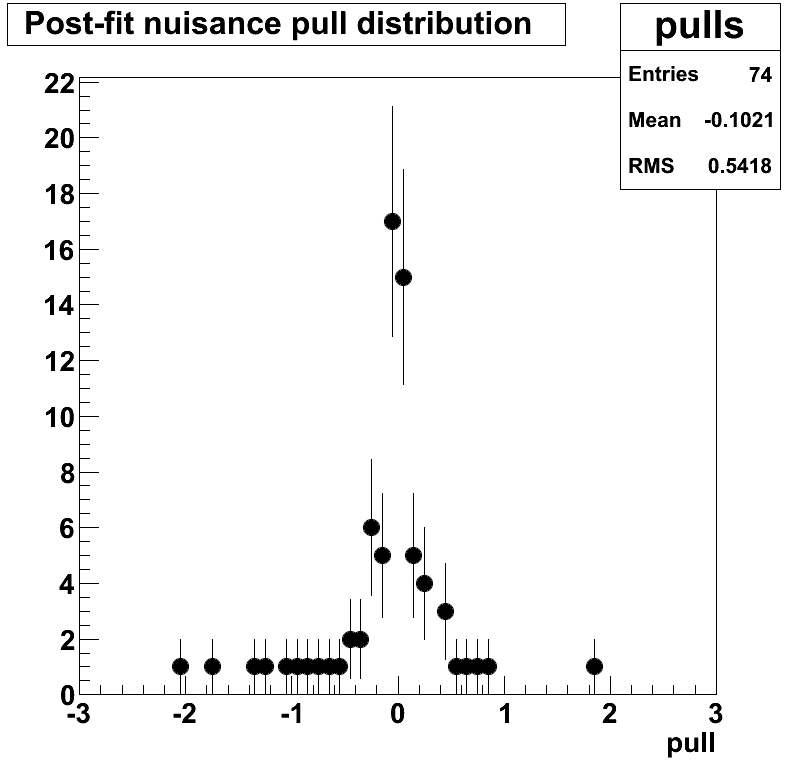 Post-fit nuisance pull distribution
pulls
Entries 74
Mean -0.1021
RMS 0.5418
22
20
18
16
14
12
10
8
6
4
2
0
-3 -2 -1 0 1 2 3
pull